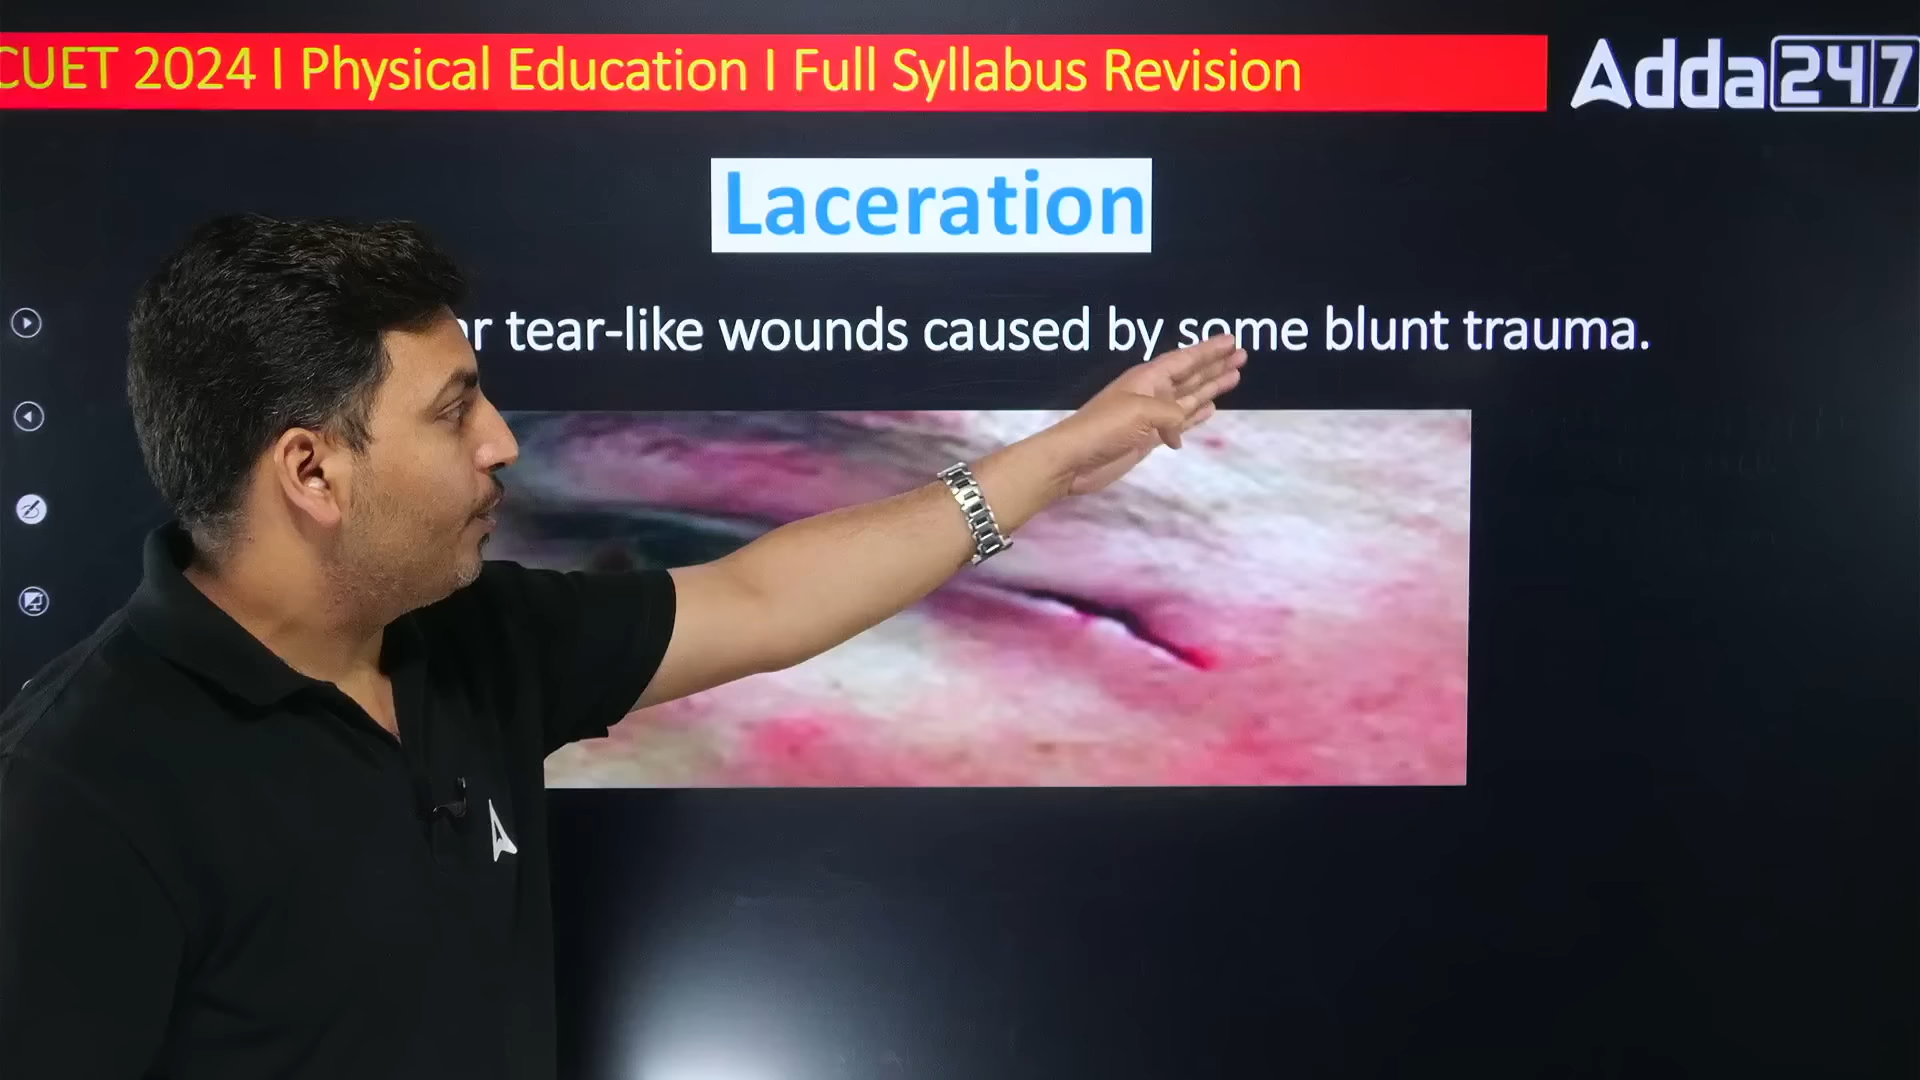 CUET 2024 I Physical Education I Full Syllabus Revision
Adda247
Laceration
tear-like wounds caused by some blunt trauma.